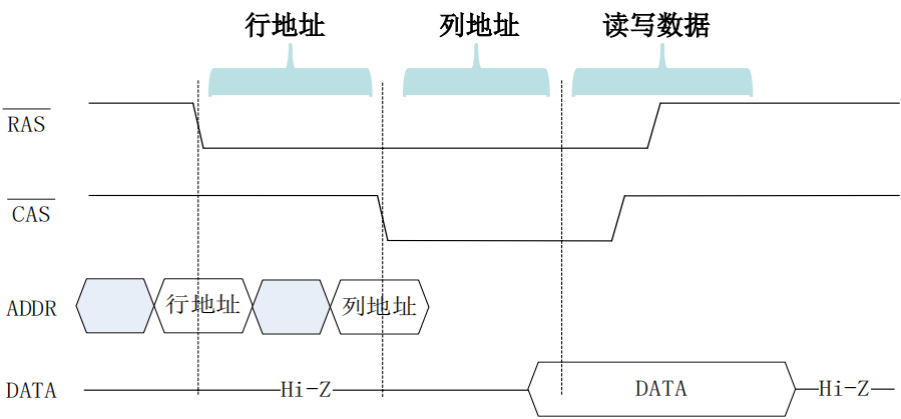 行地址 列地址 读写数据
RAS
CAS
ADDR 行地址 列地址
DATA Hi-Z DATA Hi-Z